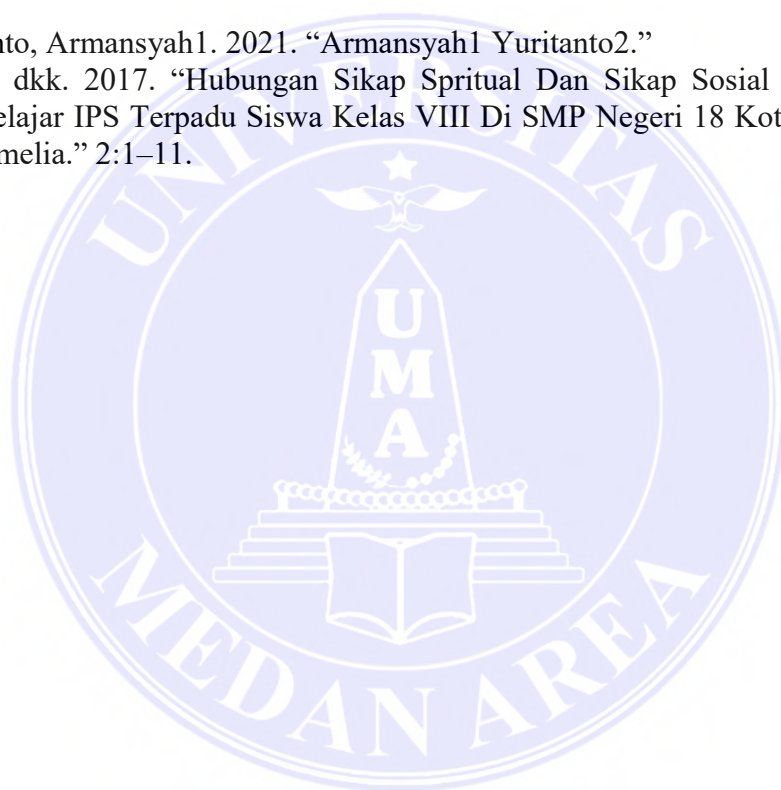 nto, Armansyah1. 2021. “Armansyah1 Yuritanto2.”
dkk. 2017. “Hubungan Sikap Spritual Dan Sikap Sosial
elajar IPS Terpadu Siswa Kelas VIII Di SMP Negeri 18 Kot
melia.” 2:1–11.
UNIVERSITAS
UMA
MEDAN AREA